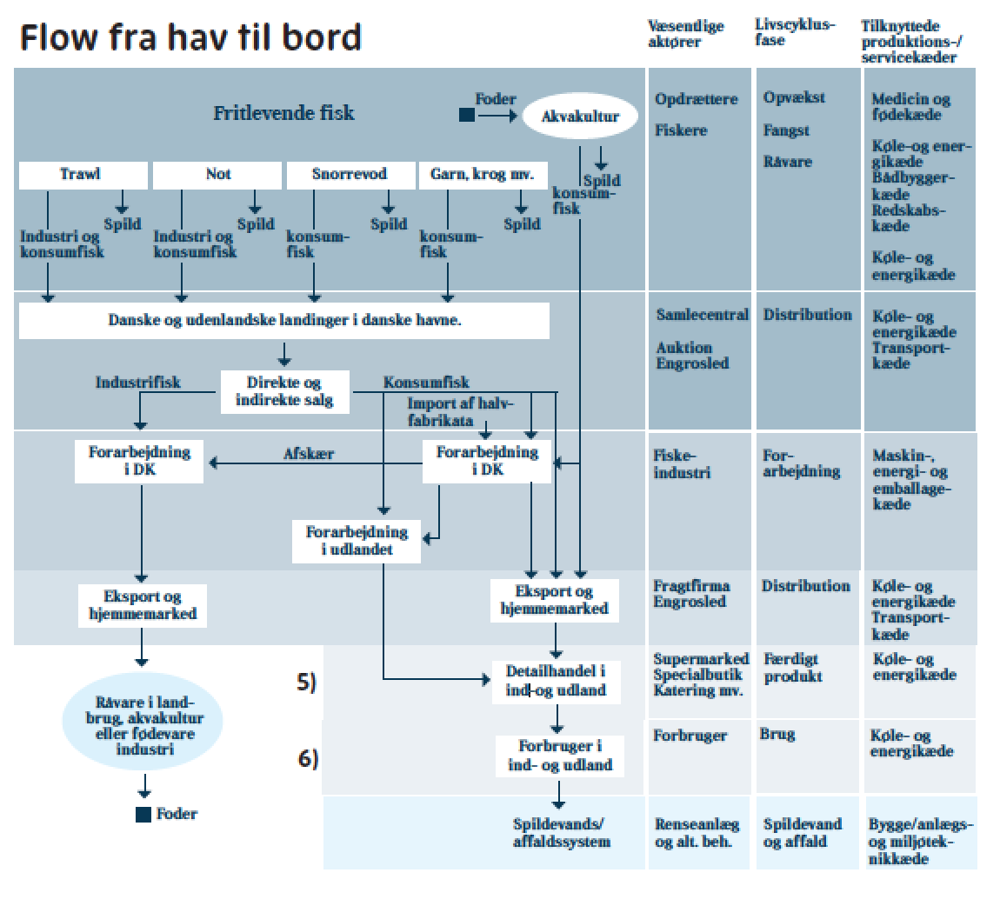 Flow fra hav til bord
Væsentlige
aktører
Livscyklus-
fase
Tilknyttede
produktions-/
servicekæder
Fritlevende fisk
Foder
Akvakultur
Spild
konsum-
fisk
Trawl
Not
Snorrevod
Garn, krog mv.
Spild
Spild
Spild
Spild
Industri og
konsumfisk
Industri og
konsumfisk
konsum-
fisk
konsum-
fisk
Opdrættere
Fiskere
Opvækst
Fangst
Råvare
Medicin og
fødekæde
Køle-og ener-
gikæde
Bådbygger-
kæde
Redskabs-
kæde
Køle- og
energikæde
Danske og udenlandske landinger i danske havne.
Industrifisk
Direkte og
indirekte salg
Konsumfisk
Import af halv-
fabrikata
Samlecentral
Auktion
Engrosled
Distribution
Køle- og
energikæde
Transport-
kæde
Forarbejdning
i DK
Afskær
Forarbejdning
i DK
Forarbejdning
i udlandet
Fiske-
industri
For-
arbejdning
Maskin-,
energi- og
emballage-
kæde
Eksport og
hjemmemarked
Eksport og
hjemmemarked
Fragtfirma
Engrosled
Distribution
Køle- og
energikæde
Transport-
kæde
5)
Detailhandel i
ind-og udland
Supermarked
Specialbutik
Katering mv.
Færdigt
produkt
Køle- og
energikæde
Råvare i land-
brug, akvakultur
eller fødevare
industri
6)
Forbruger i
ind- og udland
Forbruger
Brug
Køle- og
energikæde
Foder
Spildevands/
affaldssystem
Renseanlæg
og alt. beh.
Spildevand
og affald
Bygge/anlægs-
og miljøtek-
nikkæde